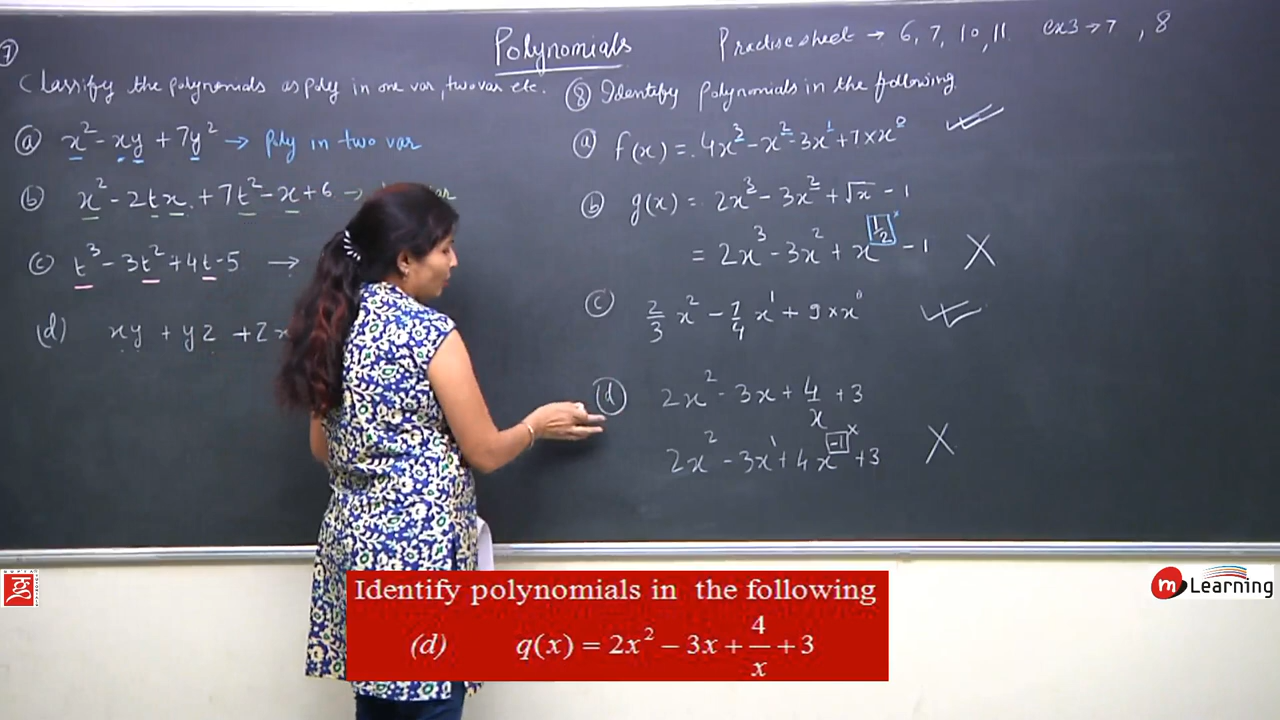 Polynomials
Practise sheet → 6, 7, 10, 11 ex3 → 7, 8
⑦
Classify the polynomials as poly in one var, two var etc.
ⓐ x² - xy + 7y² → Poly in two var
ⓑ x² - 2tx + 7t² - x + 6 →
ⓒ t³ - 3t² + 4t - 5 →
(d) xy + yz + zx
⑧ Identify polynomials in the following.
ⓐ f(x) = 4x³ - x² - 3x¹ + 7 × x⁰ ✓
ⓑ g(x) = 2x³ - 3x² + √x - 1
= 2x³ - 3x² + x^(1/2) - 1 X
ⓒ 2/3 x² - 7/4 x¹ + 9 × x⁰ ✓
ⓓ 2x² - 3x + 4/x + 3
2x² - 3x¹ + 4x⁻¹ + 3 X
Identify polynomials in the following
(d) q(x) = 2x² − 3x + 4/x + 3
m Learning